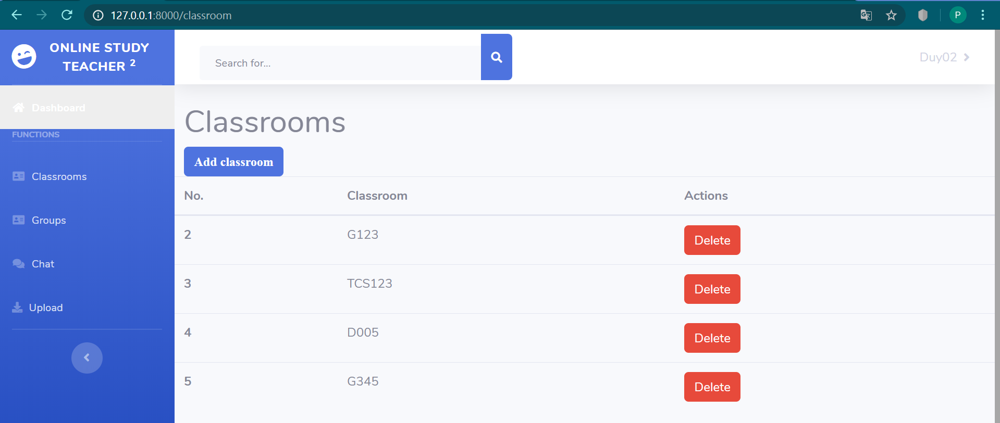 127.0.0.1:8000/classroom
P
ONLINE STUDY
TEACHER 2
Search for...
Duy02
Dashboard
FUNCTIONS
Classrooms
Groups
Chat
Upload
Classrooms
Add classroom
No. Classroom Actions
2 G123 Delete
3 TCS123 Delete
4 D005 Delete
5 G345 Delete